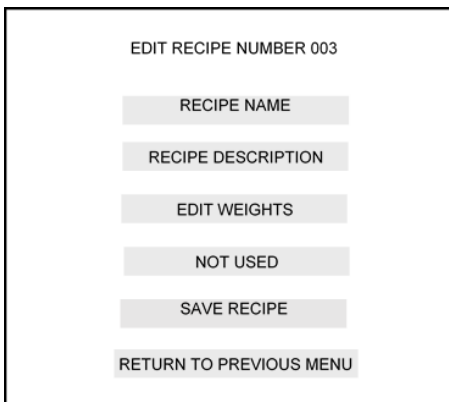 EDIT RECIPE NUMBER 003
RECIPE NAME
RECIPE DESCRIPTION
EDIT WEIGHTS
NOT USED
SAVE RECIPE
RETURN TO PREVIOUS MENU